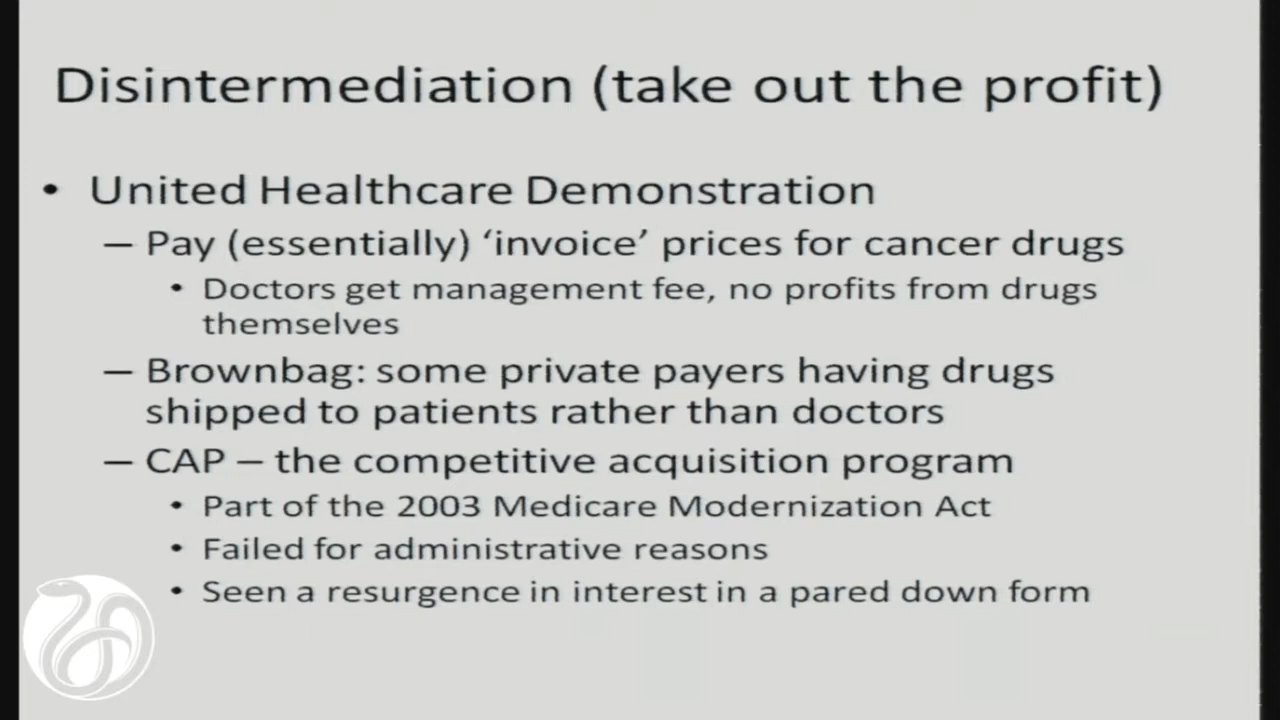 Disintermediation (take out the profit)
• United Healthcare Demonstration
– Pay (essentially) ‘invoice’ prices for cancer drugs
• Doctors get management fee, no profits from drugs
themselves
– Brownbag: some private payers having drugs
shipped to patients rather than doctors
– CAP – the competitive acquisition program
• Part of the 2003 Medicare Modernization Act
• Failed for administrative reasons
• Seen a resurgence in interest in a pared down form